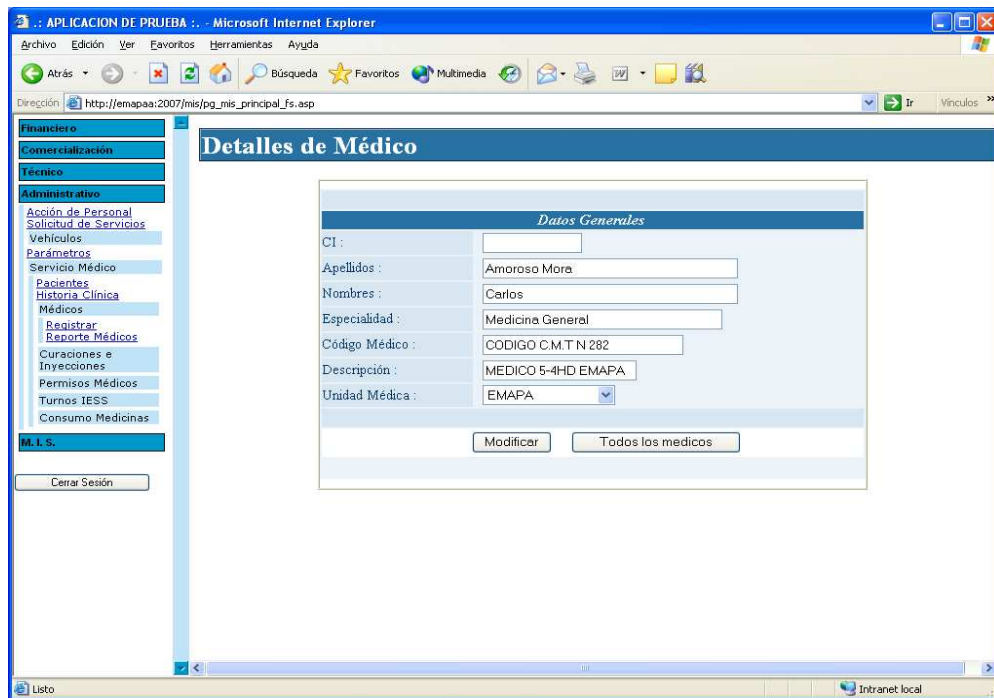 .: APLICACION DE PRUEBA :. - Microsoft Internet Explorer
Archivo Edición Ver Favoritos Herramientas Ayuda
Atrás Búsqueda Favoritos Multimedia
Dirección http://emapaa:2007/mis/pg_mis_principal_fs.asp Ir Vínculos »
Financiero
Comercialización
Técnico
Administrativo
Acción de Personal
Solicitud de Servicios
Vehículos
Parámetros
Servicio Médico
Pacientes
Historia Clínica
Médicos
Registrar
Reporte Médicos
Curaciones e
Inyecciones
Permisos Médicos
Turnos IESS
Consumo Medicinas
M. I. S.
Cerrar Sesión
Detalles de Médico
Datos Generales
CI :
Apellidos : Amoroso Mora
Nombres : Carlos
Especialidad : Medicina General
Código Médico : CODIGO C.M.T N 282
Descripción : MEDICO 5-4HD EMAPA
Unidad Médica : EMAPA
Modificar Todos los medicos
Listo Intranet local